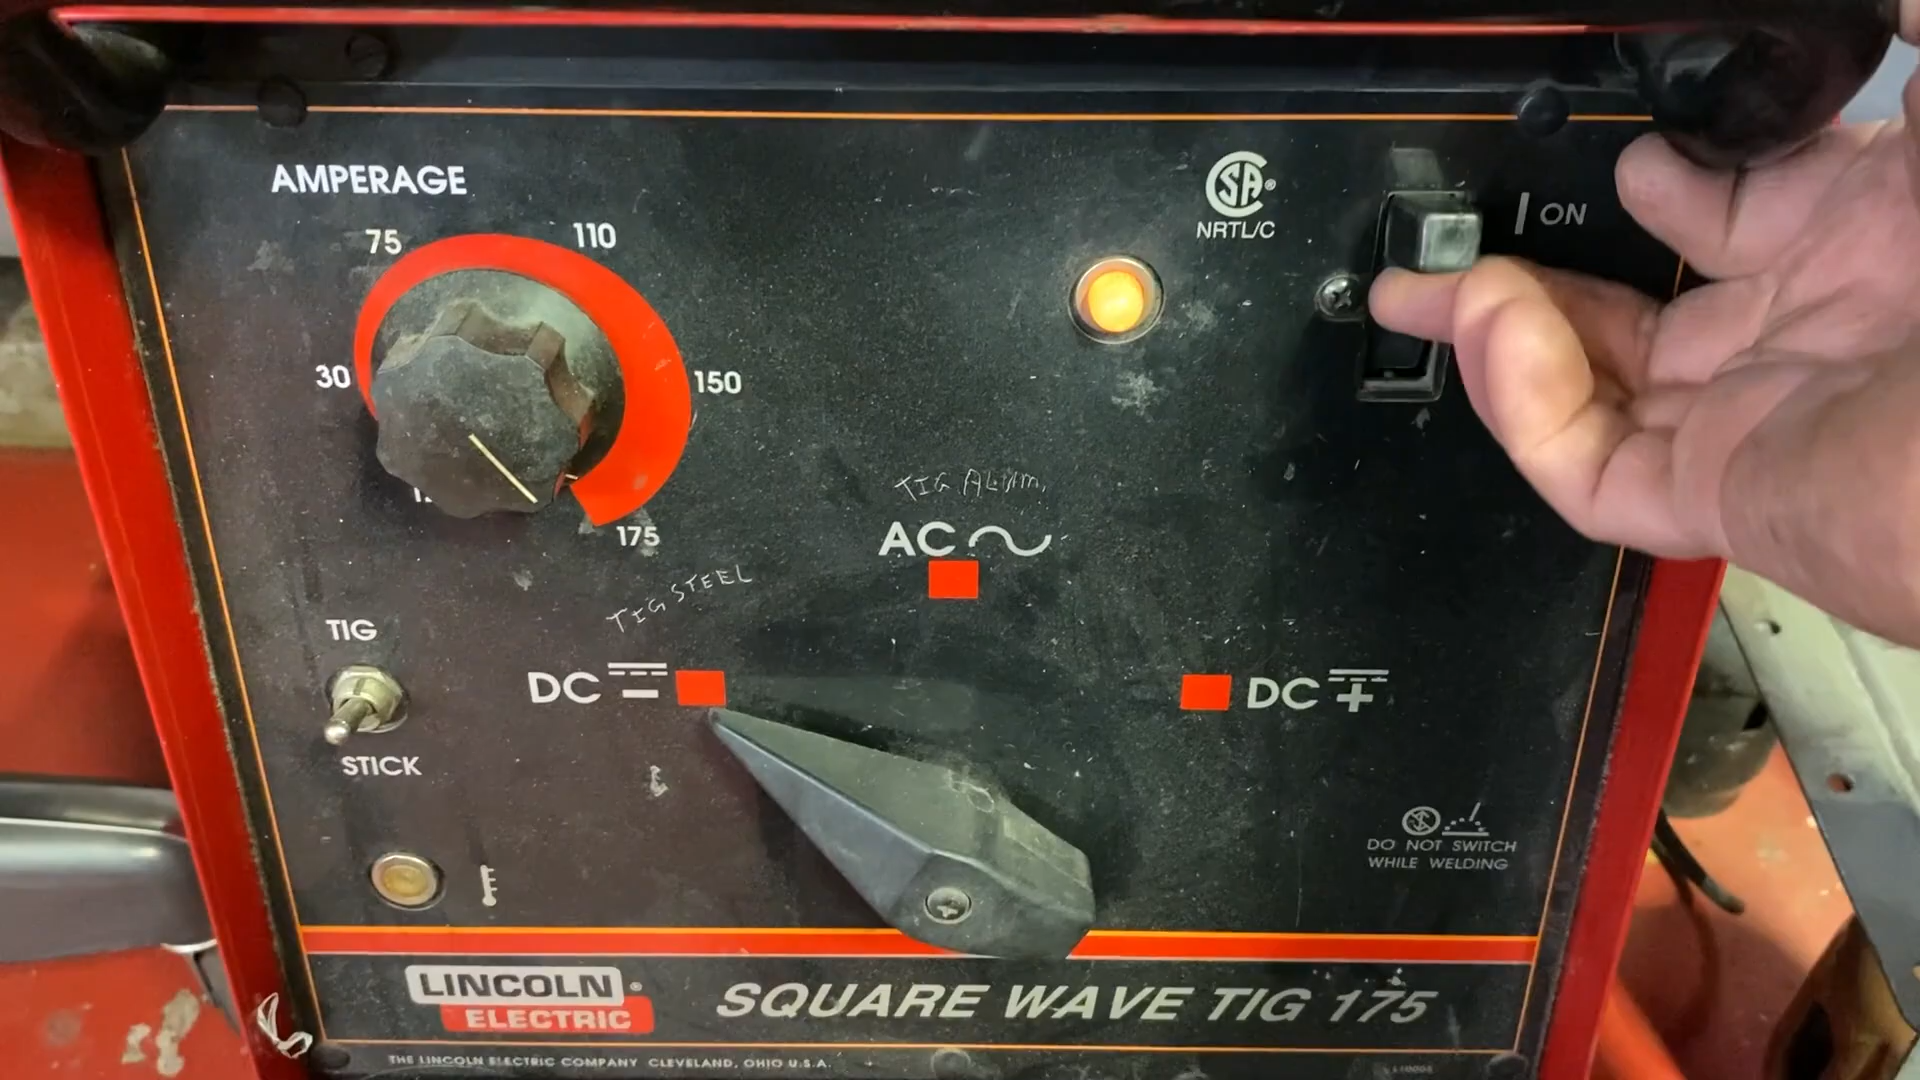 AMPERAGE
75
110
30
150
175
NRTL/C
ON
TIG ALUM.
AC
TIG STEEL
TIG
DC
DC +
STICK
DO NOT SWITCH
WHILE WELDING
LINCOLN ®
ELECTRIC
SQUARE WAVE TIG 175
THE LINCOLN ELECTRIC COMPANY CLEVELAND, OHIO U.S.A.